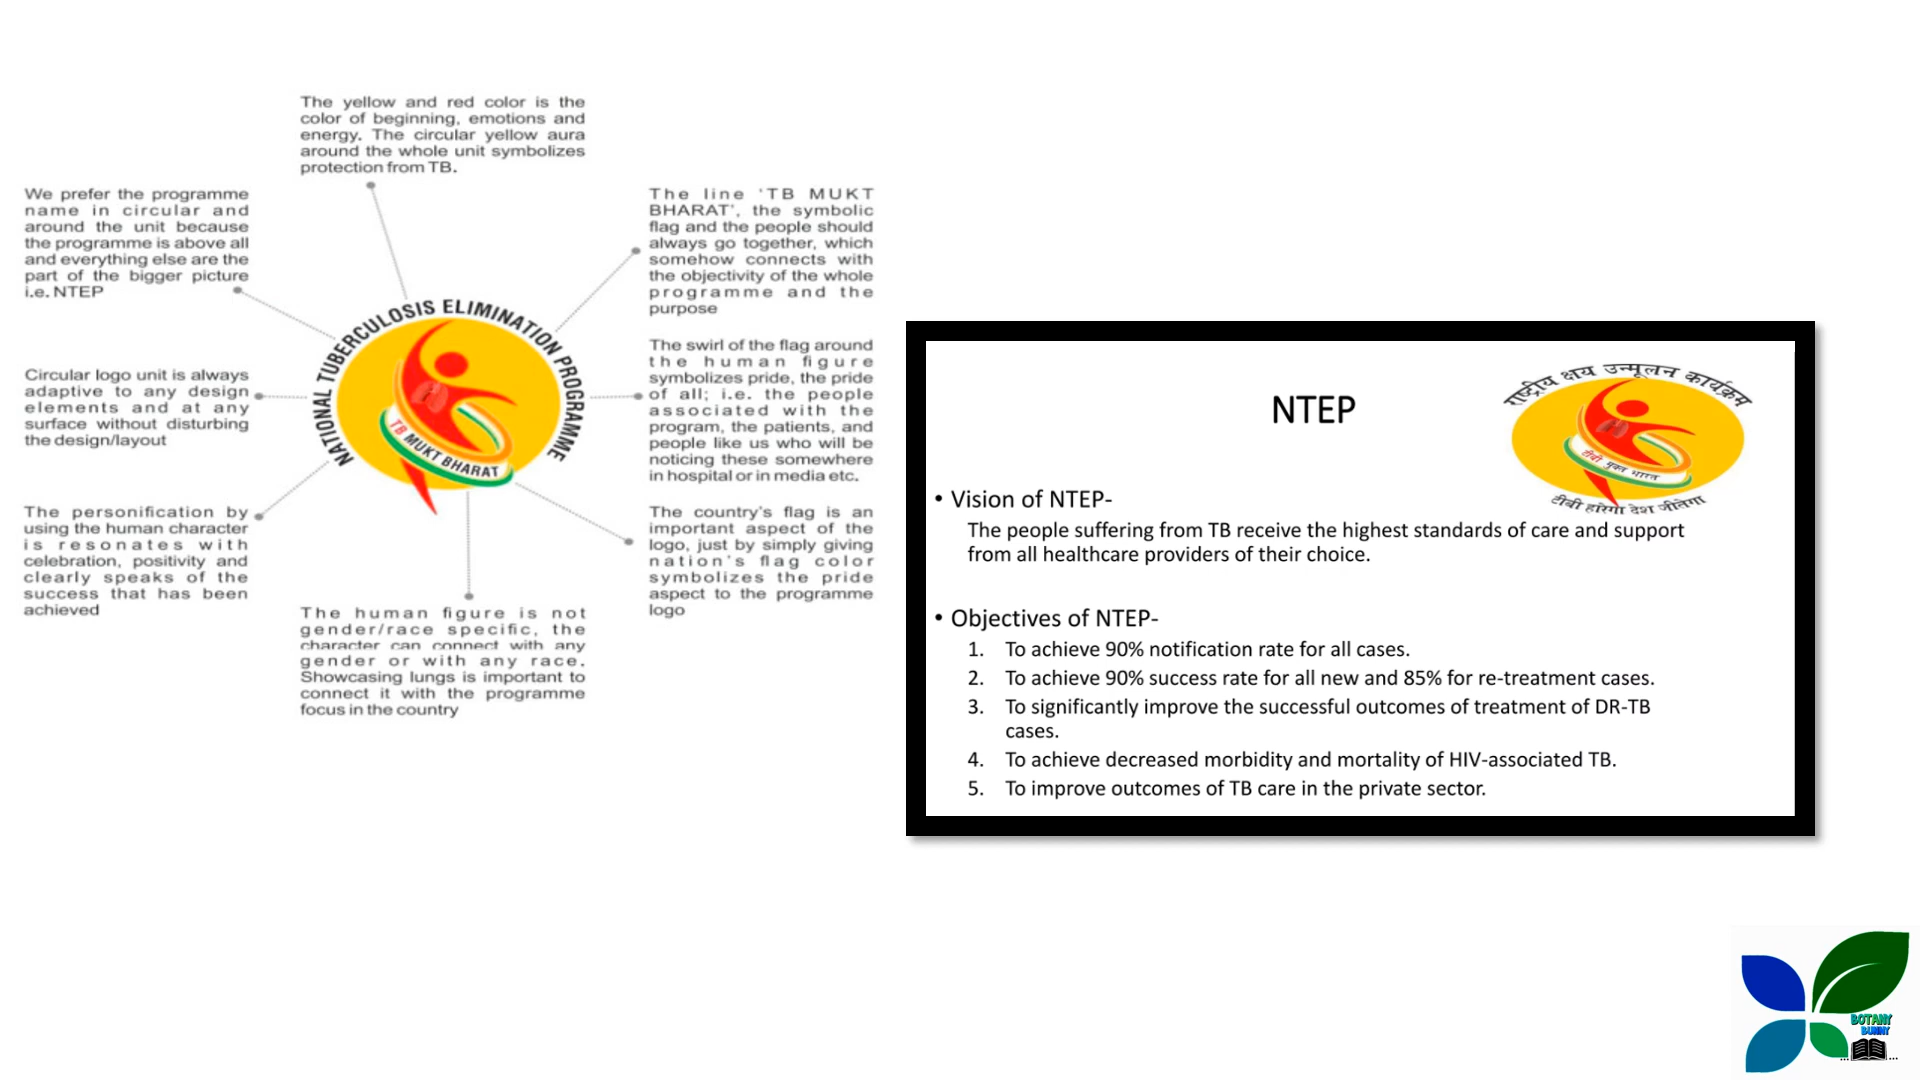 The yellow and red color is the
color of beginning, emotions and
energy. The circular yellow aura
around the whole unit symbolizes
protection from TB.
We prefer the programme
name in circular and
around the unit because
the programme is above all
and everything else are the
part of the bigger picture
i.e. NTEP
The line 'TB MUKT
BHARAT', the symbolic
flag and the people should
always go together, which
somehow connects with
the objectivity of the whole
programme and the
purpose
NATIONAL TUBERCULOSIS ELIMINATION PROGRAMME
TB MUKT BHARAT
Circular logo unit is always
adaptive to any design
elements and at any
surface without disturbing
the design/layout
The swirl of the flag around
the human figure
symbolizes pride, the pride
of all; i.e. the people
associated with the
program, the patients, and
people like us who will be
noticing these somewhere
in hospital or in media etc.
The personification by
using the human character
is resonates with
celebration, positivity and
clearly speaks of the
success that has been
achieved
The country's flag is an
important aspect of the
logo, just by simply giving
nation's flag color
symbolizes the pride
aspect to the programme
logo
The human figure is not
gender/race specific, the
character can connect with any
gender or with any race.
Showcasing lungs is important to
connect it with the programme
focus in the country
NTEP
राष्ट्रीय क्षय उन्मूलन कार्यक्रम
टीबी मुक्त भारत
टीबी हारेगा देश जीतेगा
• Vision of NTEP-
The people suffering from TB receive the highest standards of care and support
from all healthcare providers of their choice.
• Objectives of NTEP-
1. To achieve 90% notification rate for all cases.
2. To achieve 90% success rate for all new and 85% for re-treatment cases.
3. To significantly improve the successful outcomes of treatment of DR-TB
cases.
4. To achieve decreased morbidity and mortality of HIV-associated TB.
5. To improve outcomes of TB care in the private sector.
BOTANY
BUNNY